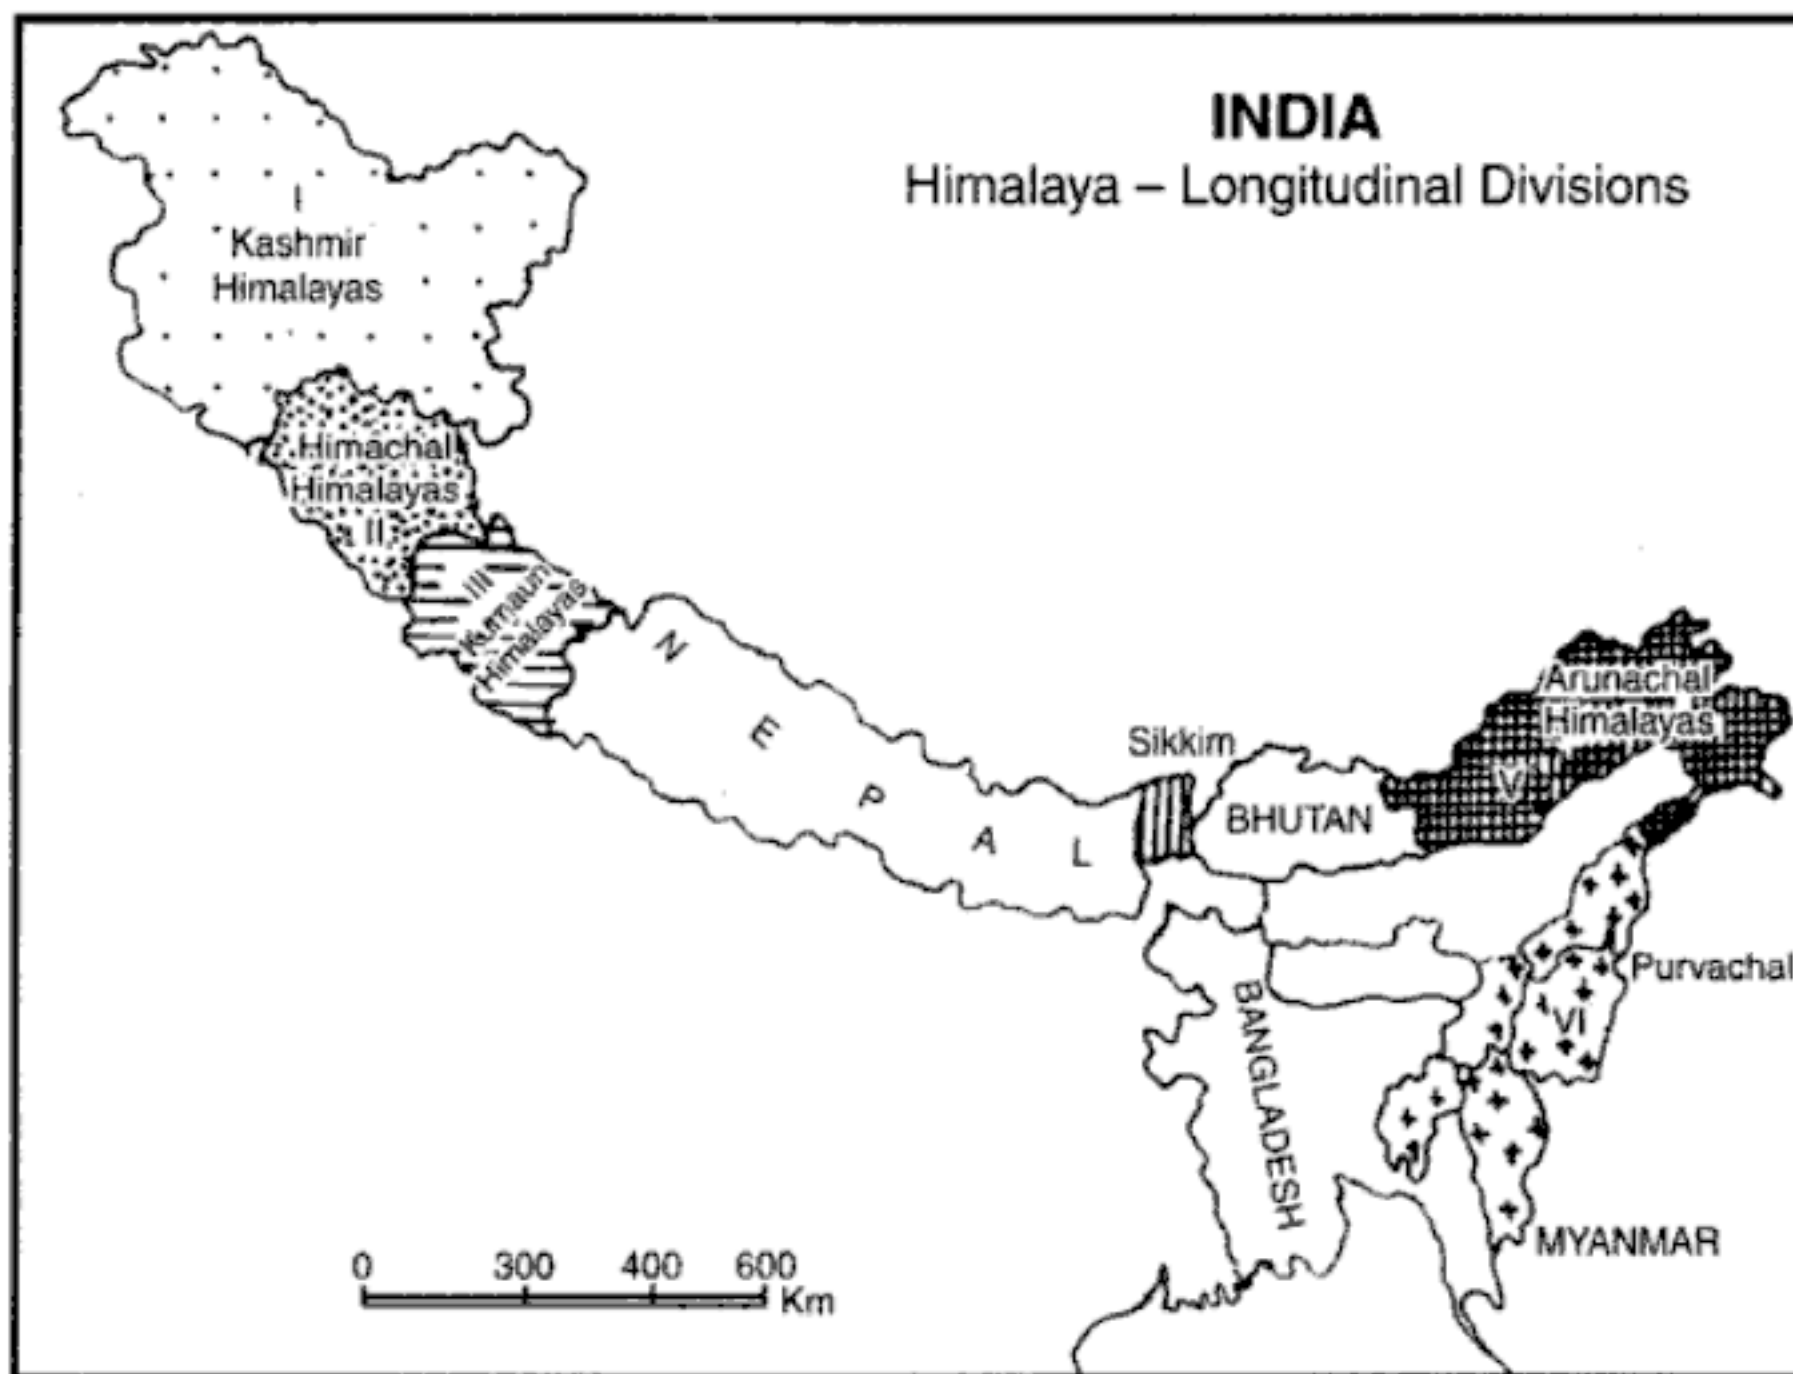 INDIA
Himalaya – Longitudinal Divisions
I
Kashmir
Himalayas
Himachal
Himalayas
II
III
Kumaun
Himalayas
N E P A L
Sikkim
BHUTAN
Arunachal
Himalayas
V
Purvachal
VI
BANGLADESH
MYANMAR
0 300 400 600
Km